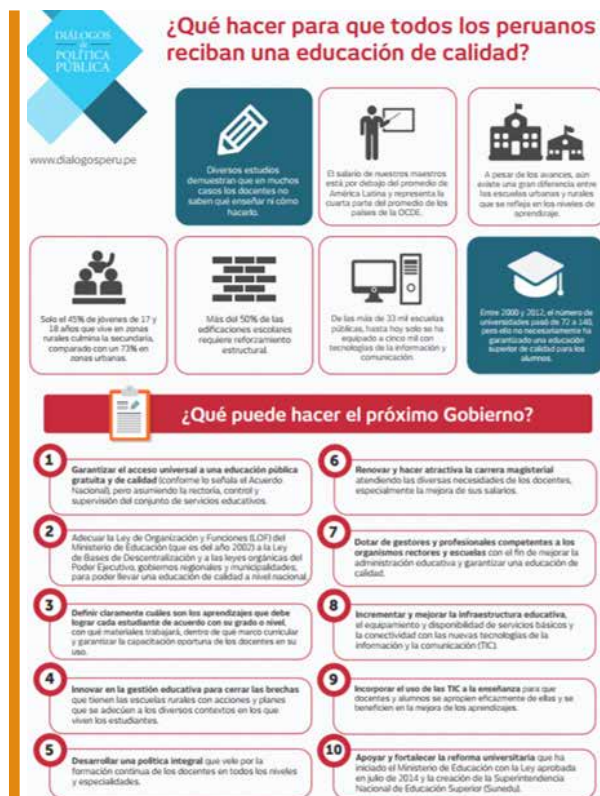 DIÁLOGOS
de
POLÍTICA
PÚBLICA
www.dialogosperu.pe
¿Qué hacer para que todos los peruanos
reciban una educación de calidad?
Diversos estudios
demuestran que en muchos
casos los docentes no
saben qué enseñar ni cómo
hacerlo.
El salario de nuestros maestros
está por debajo del promedio de
América Latina y representa la
cuarta parte del promedio de los
países de la OCDE.
A pesar de los avances, aún
existe una gran diferencia entre
las escuelas urbanas y rurales
que se refleja en los niveles de
aprendizaje.
Solo el 45% de jóvenes de 17 y
18 años que vive en zonas
rurales culmina la secundaria,
comparado con un 73% en
zonas urbanas.
Más del 50% de las
edificaciones escolares
requiere reforzamiento
estructural.
De las más de 33 mil escuelas
públicas, hasta hoy solo se ha
equipado a cinco mil con
tecnologías de la información y
comunicación.
Entre 2000 y 2012, el número de
universidades pasó de 72 a 140,
pero ello no necesariamente ha
garantizado una educación
superior de calidad para los
alumnos.
¿Qué puede hacer el próximo Gobierno?
1
Garantizar el acceso universal a una educación pública
gratuita y de calidad (conforme lo señala el Acuerdo
Nacional), pero asumiendo la rectoría, control y
supervisión del conjunto de servicios educativos.
2
Adecuar la Ley de Organización y Funciones (LOF) del
Ministerio de Educación (que es del año 2002) a la Ley
de Bases de Descentralización y a las leyes orgánicas del
Poder Ejecutivo, gobiernos regionales y municipalidades,
para poder llevar una educación de calidad a nivel nacional.
3
Definir claramente cuáles son los aprendizajes que debe
lograr cada estudiante de acuerdo con su grado o nivel,
con qué materiales trabajará, dentro de qué marco curricular
y garantizar la capacitación oportuna de los docentes en su
uso.
4
Innovar en la gestión educativa para cerrar las brechas
que tienen las escuelas rurales con acciones y planes
que se adecúen a los diversos contextos en los que
viven los estudiantes.
5
Desarrollar una política integral que vele por la
formación continua de los docentes en todos los niveles
y especialidades.
6
Renovar y hacer atractiva la carrera magisterial
atendiendo las diversas necesidades de los docentes,
especialmente la mejora de sus salarios.
7
Dotar de gestores y profesionales competentes a los
organismos rectores y escuelas con el fin de mejorar la
administración educativa y garantizar una educación de
calidad.
8
Incrementar y mejorar la infraestructura educativa,
el equipamiento y disponibilidad de servicios básicos y
la conectividad con las nuevas tecnologías de la
información y la comunicación (TIC).
9
Incorporar el uso de las TIC a la enseñanza para que
docentes y alumnos se apropien eficazmente de ellas y se
beneficien en la mejora de los aprendizajes.
10
Apoyar y fortalecer la reforma universitaria que ha
iniciado el Ministerio de Educación con la Ley aprobada
en julio de 2014 y la creación de la Superintendencia
Nacional de Educación Superior (Sunedu).